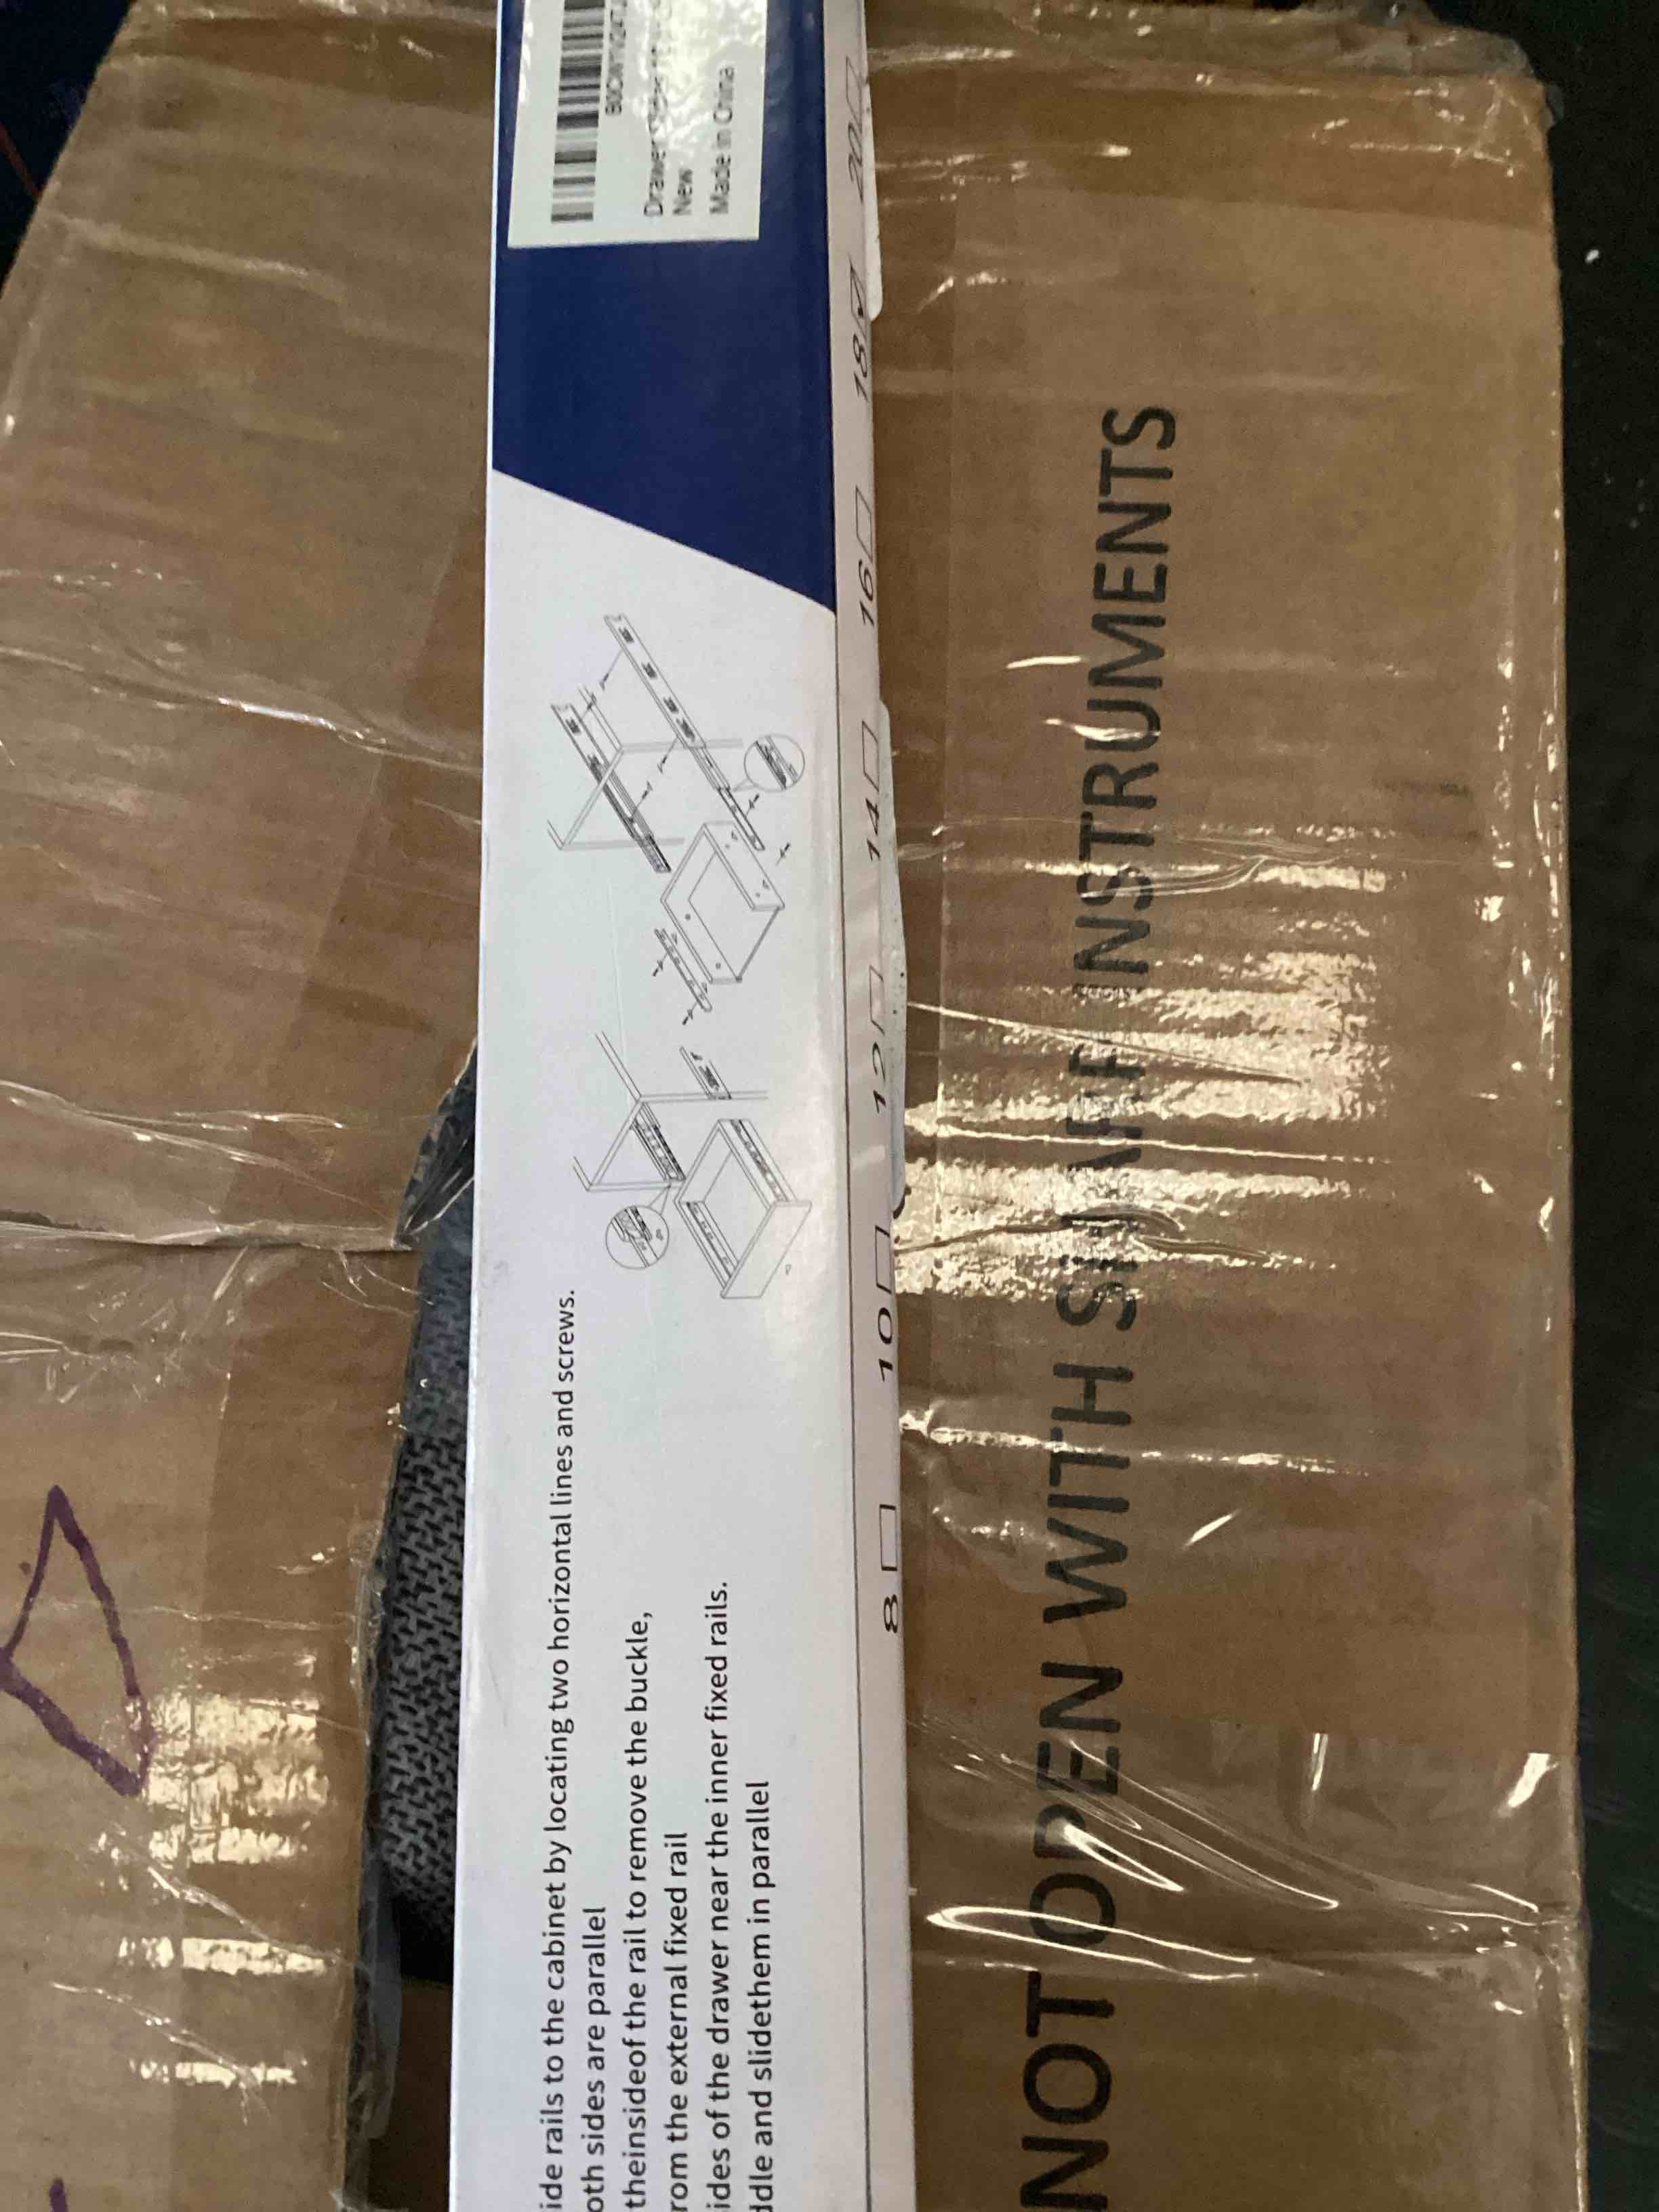 ide rails to the cabinet by locating two horizontal lines and screws.
oth sides are parallel
theinsideof the rail to remove the buckle,
rom the external fixed rail
ides of the drawer near the inner fixed rails.
ddle and slidethem in parallel
Drawer
New
Made in China
8 10 12 14 16 18 20
NOT OPEN WITH SHARP INSTRUMENTS